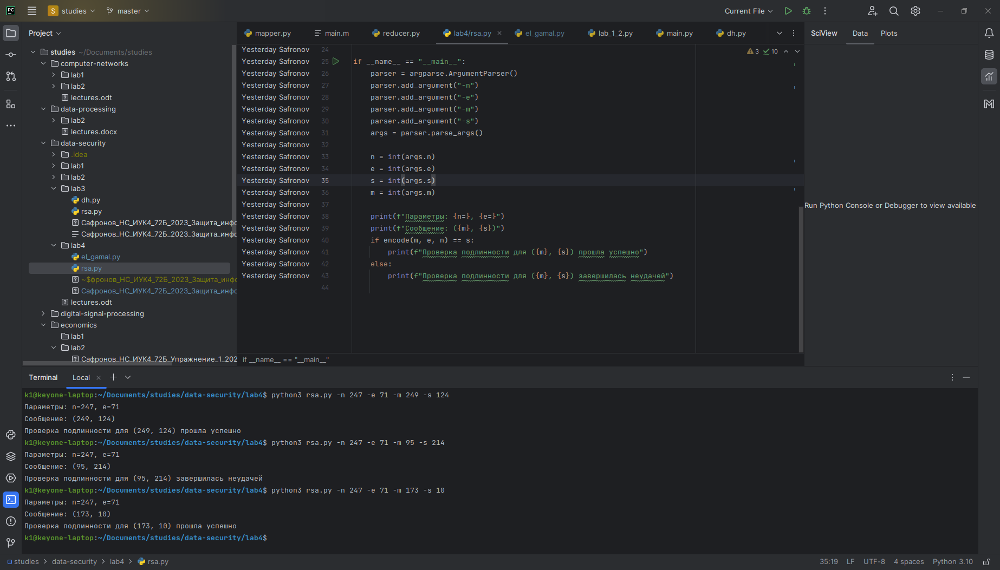 PC
S studies
master
Current File
Project
mapper.py
main.m
reducer.py
lab4/rsa.py
el_gamal.py
lab_1_2.py
main.py
dh.py
SciView
Data
Plots
studies ~/Documents/studies
computer-networks
lab1
lab2
lectures.odt
data-processing
lab2
lectures.docx
data-security
.idea
lab1
lab2
lab3
dh.py
rsa.py
Сафронов_НС_ИУК4_72Б_2023_Защита_инфо
Сафронов_НС_ИУК4_72Б_2023_Защита_инфо
lab4
el_gamal.py
rsa.py
~$фронов_НС_ИУК4_72Б_2023_Защита_инфо
Сафронов_НС_ИУК4_72Б_2023_Защита_инфо
lectures.odt
digital-signal-processing
economics
lab1
lab2
Сафронов_НС_ИУК4_72Б_Упражнение_1_202
3 10
Yesterday Safronov 24
Yesterday Safronov 25 if __name__ == "__main__":
Yesterday Safronov 26 parser = argparse.ArgumentParser()
Yesterday Safronov 27 parser.add_argument("-n")
Yesterday Safronov 28 parser.add_argument("-e")
Yesterday Safronov 29 parser.add_argument("-m")
Yesterday Safronov 30 parser.add_argument("-s")
Yesterday Safronov 31 args = parser.parse_args()
Yesterday Safronov 32
Yesterday Safronov 33 n = int(args.n)
Yesterday Safronov 34 e = int(args.e)
Yesterday Safronov 35 s = int(args.s)
Yesterday Safronov 36 m = int(args.m)
Yesterday Safronov 37
Yesterday Safronov 38 print(f"Параметры: {n=}, {e=}")
Yesterday Safronov 39 print(f"Сообщение: ({m}, {s})")
Yesterday Safronov 40 if encode(m, e, n) == s:
Yesterday Safronov 41 print(f"Проверка подлинности для ({m}, {s}) прошла успешно")
Yesterday Safronov 42 else:
Yesterday Safronov 43 print(f"Проверка подлинности для ({m}, {s}) завершилась неудачей")
44
if __name__ == "__main__"
Run Python Console or Debugger to view available
Terminal
Local
k1@keyone-laptop:~/Documents/studies/data-security/lab4$ python3 rsa.py -n 247 -e 71 -m 249 -s 124
Параметры: n=247, e=71
Сообщение: (249, 124)
Проверка подлинности для (249, 124) прошла успешно
k1@keyone-laptop:~/Documents/studies/data-security/lab4$ python3 rsa.py -n 247 -e 71 -m 95 -s 214
Параметры: n=247, e=71
Сообщение: (95, 214)
Проверка подлинности для (95, 214) завершилась неудачей
k1@keyone-laptop:~/Documents/studies/data-security/lab4$ python3 rsa.py -n 247 -e 71 -m 173 -s 10
Параметры: n=247, e=71
Сообщение: (173, 10)
Проверка подлинности для (173, 10) прошла успешно
k1@keyone-laptop:~/Documents/studies/data-security/lab4$
studies > data-security > lab4 > rsa.py
35:19 LF UTF-8 4 spaces Python 3.10